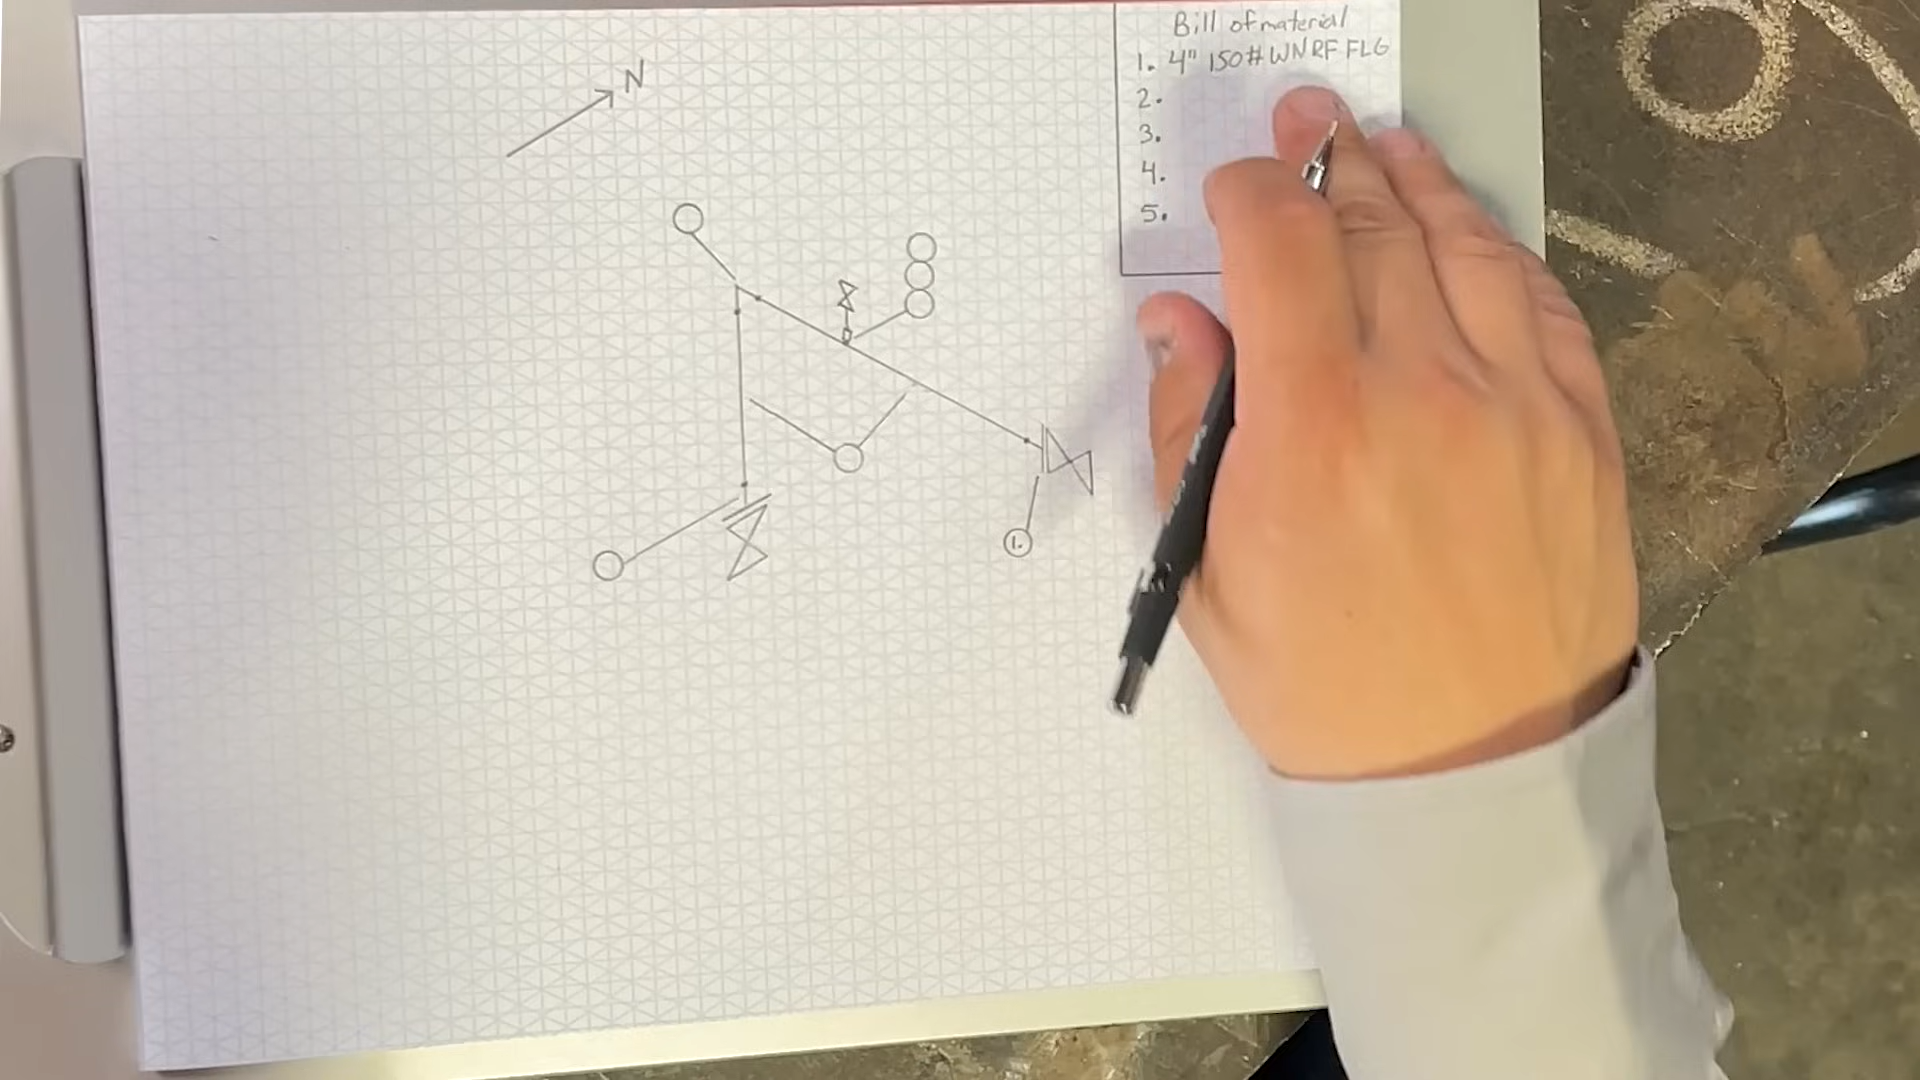 N
Bill of material
1. 4" 150# WNRF FLG
2.
3.
4.
5.
1.